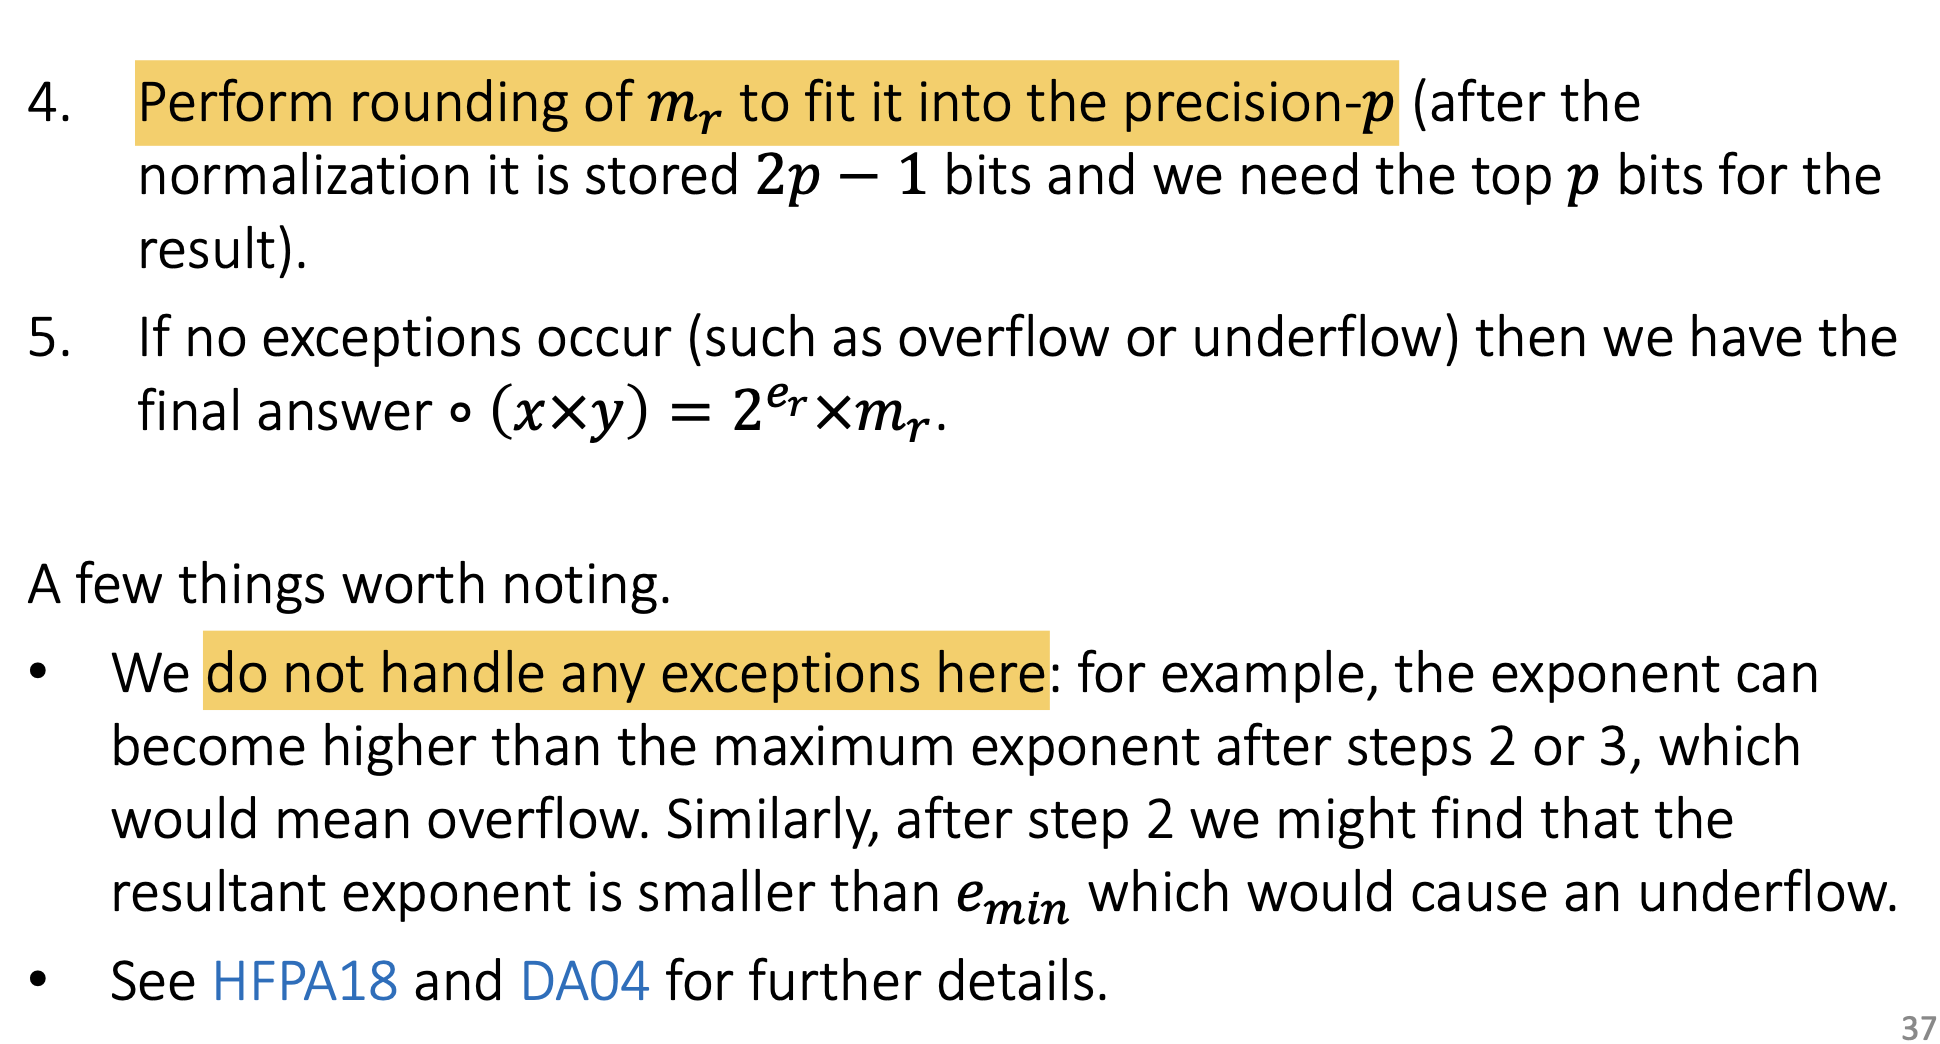 4. Perform rounding of m_r to fit it into the precision-p (after the
normalization it is stored 2p − 1 bits and we need the top p bits for the
result).
5. If no exceptions occur (such as overflow or underflow) then we have the
final answer ∘ (x×y) = 2^{e_r}×m_r.
A few things worth noting.
• We do not handle any exceptions here: for example, the exponent can
become higher than the maximum exponent after steps 2 or 3, which
would mean overflow. Similarly, after step 2 we might find that the
resultant exponent is smaller than e_{min} which would cause an underflow.
• See HFPA18 and DA04 for further details.
37